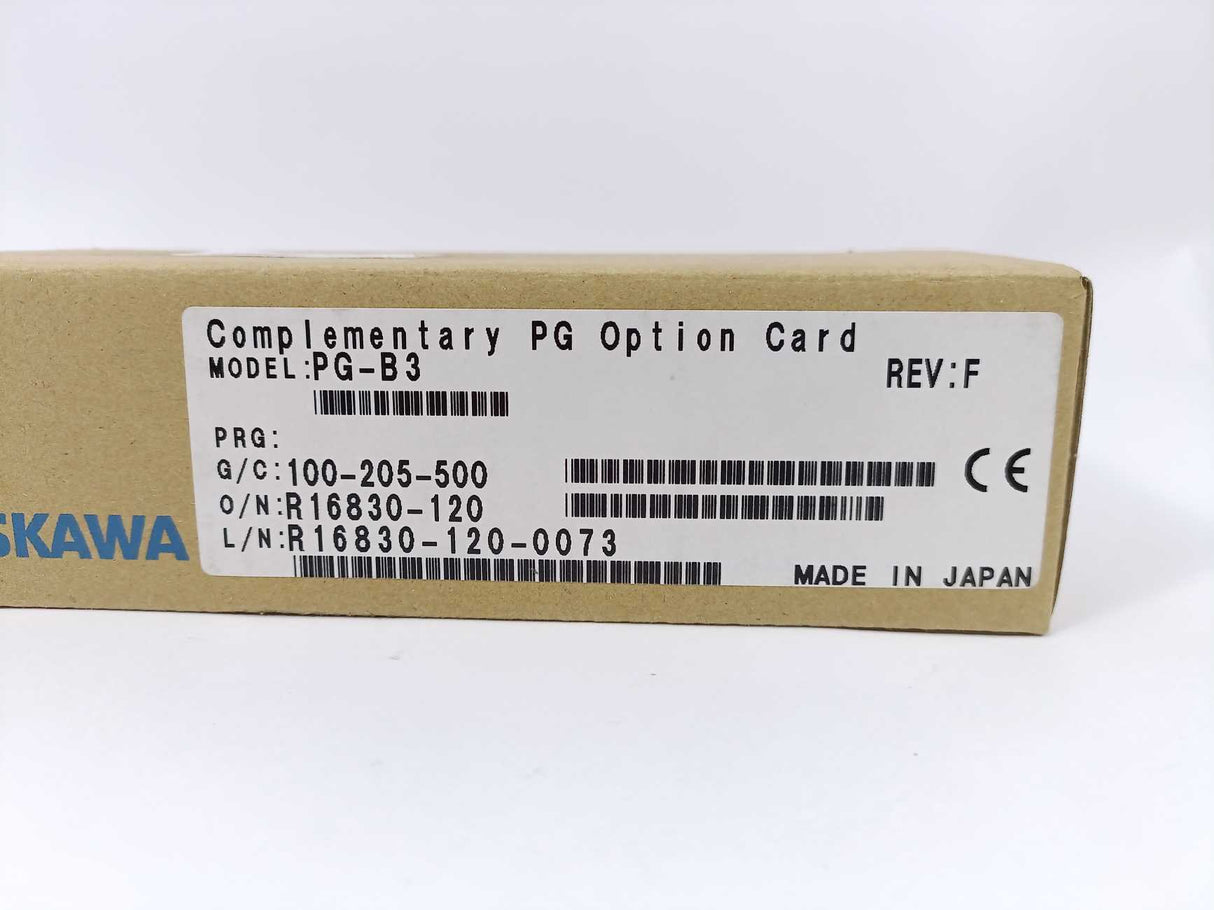 Complementary PG Option Card
MODEL:PG-B3
REV:F
PRG:
G/C:100-205-500
CE
O/N:R16830-120
L/N:R16830-120-0073
SKAWA
MADE IN JAPAN